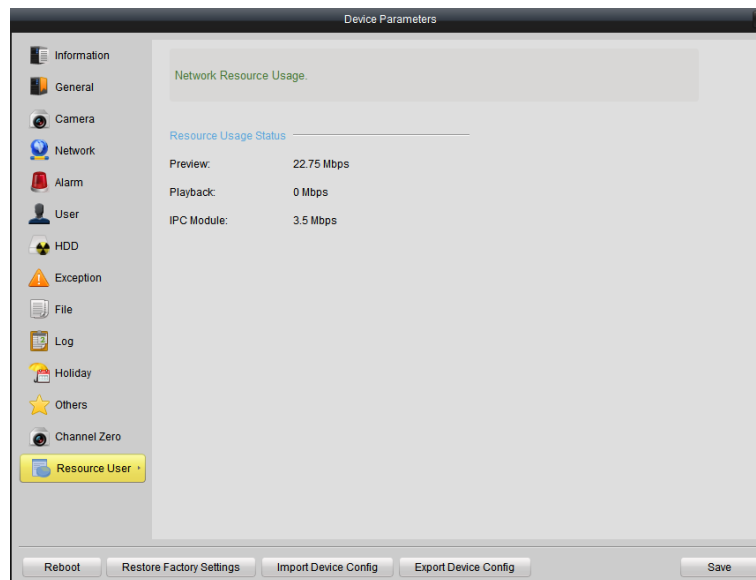 Device Parameters
Information
General
Camera
Network
Alarm
User
HDD
Exception
File
Log
Holiday
Others
Channel Zero
Resource User
Network Resource Usage.
Resource Usage Status
Preview: 22.75 Mbps
Playback: 0 Mbps
IPC Module: 3.5 Mbps
Reboot Restore Factory Settings Import Device Config Export Device Config Save